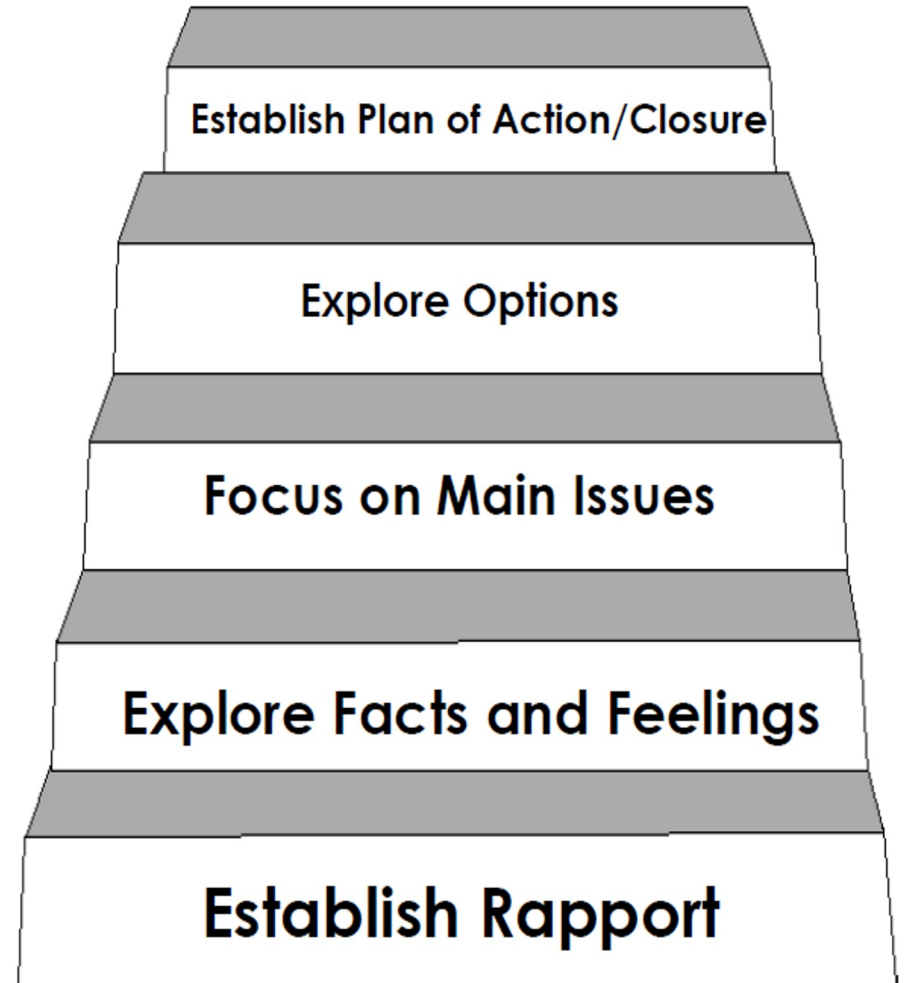 Establish Plan of Action/Closure
Explore Options
Focus on Main Issues
Explore Facts and Feelings
Establish Rapport